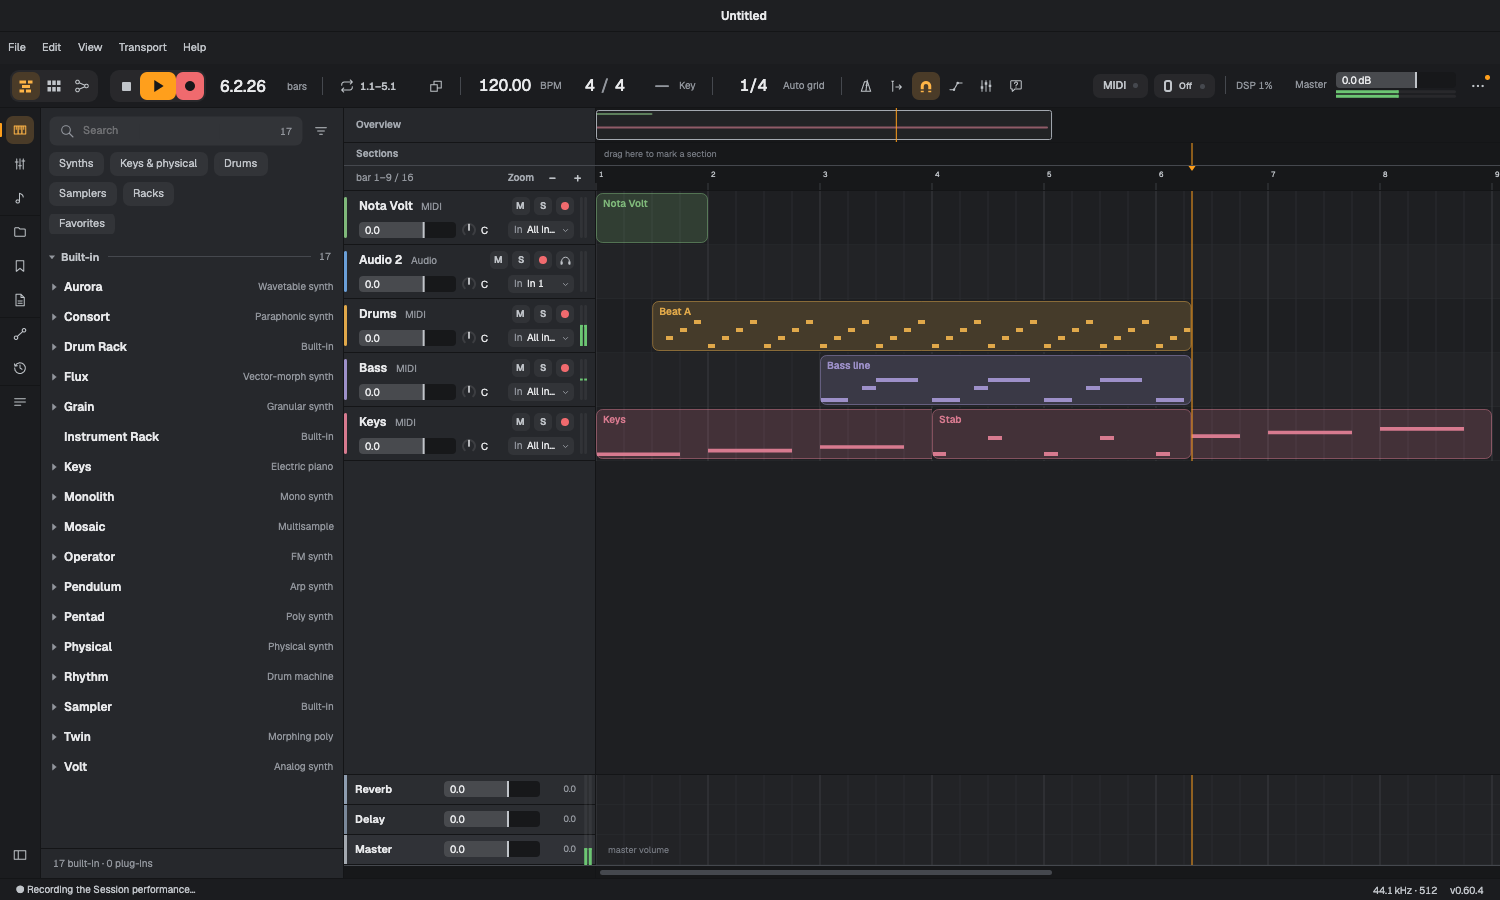 Untitled
File Edit View Transport Help
6.2.26 bars 1.1–5.1 120.00 BPM 4 / 4 — Key 1/4 Auto grid MIDI Off DSP 1% Master 0.0 dB
Search 17
Synths Keys & physical Drums
Samplers Racks
Favorites
Built-in 17
Aurora Wavetable synth
Consort Paraphonic synth
Drum Rack Built-in
Flux Vector-morph synth
Grain Granular synth
Instrument Rack Built-in
Keys Electric piano
Monolith Mono synth
Mosaic Multisample
Operator FM synth
Pendulum Arp synth
Pentad Poly synth
Physical Physical synth
Rhythm Drum machine
Sampler Built-in
Twin Morphing poly
Volt Analog synth
17 built-in · 0 plug-ins
Overview
Sections drag here to mark a section
bar 1–9 / 16 Zoom − + 1 2 3 4 5 6 7 8 9
Nota Volt MIDI M S
0.0 C In All in...
Nota Volt
Audio 2 Audio M S
0.0 C In In 1
Drums MIDI M S
0.0 C In All in...
Beat A
Bass MIDI M S
0.0 C In All in...
Bass line
Keys MIDI M S
0.0 C In All in...
Keys Stab
Reverb 0.0 0.0
Delay 0.0 0.0
Master 0.0 0.0 master volume
Recording the Session performance... 44.1 kHz · 512 v0.60.4